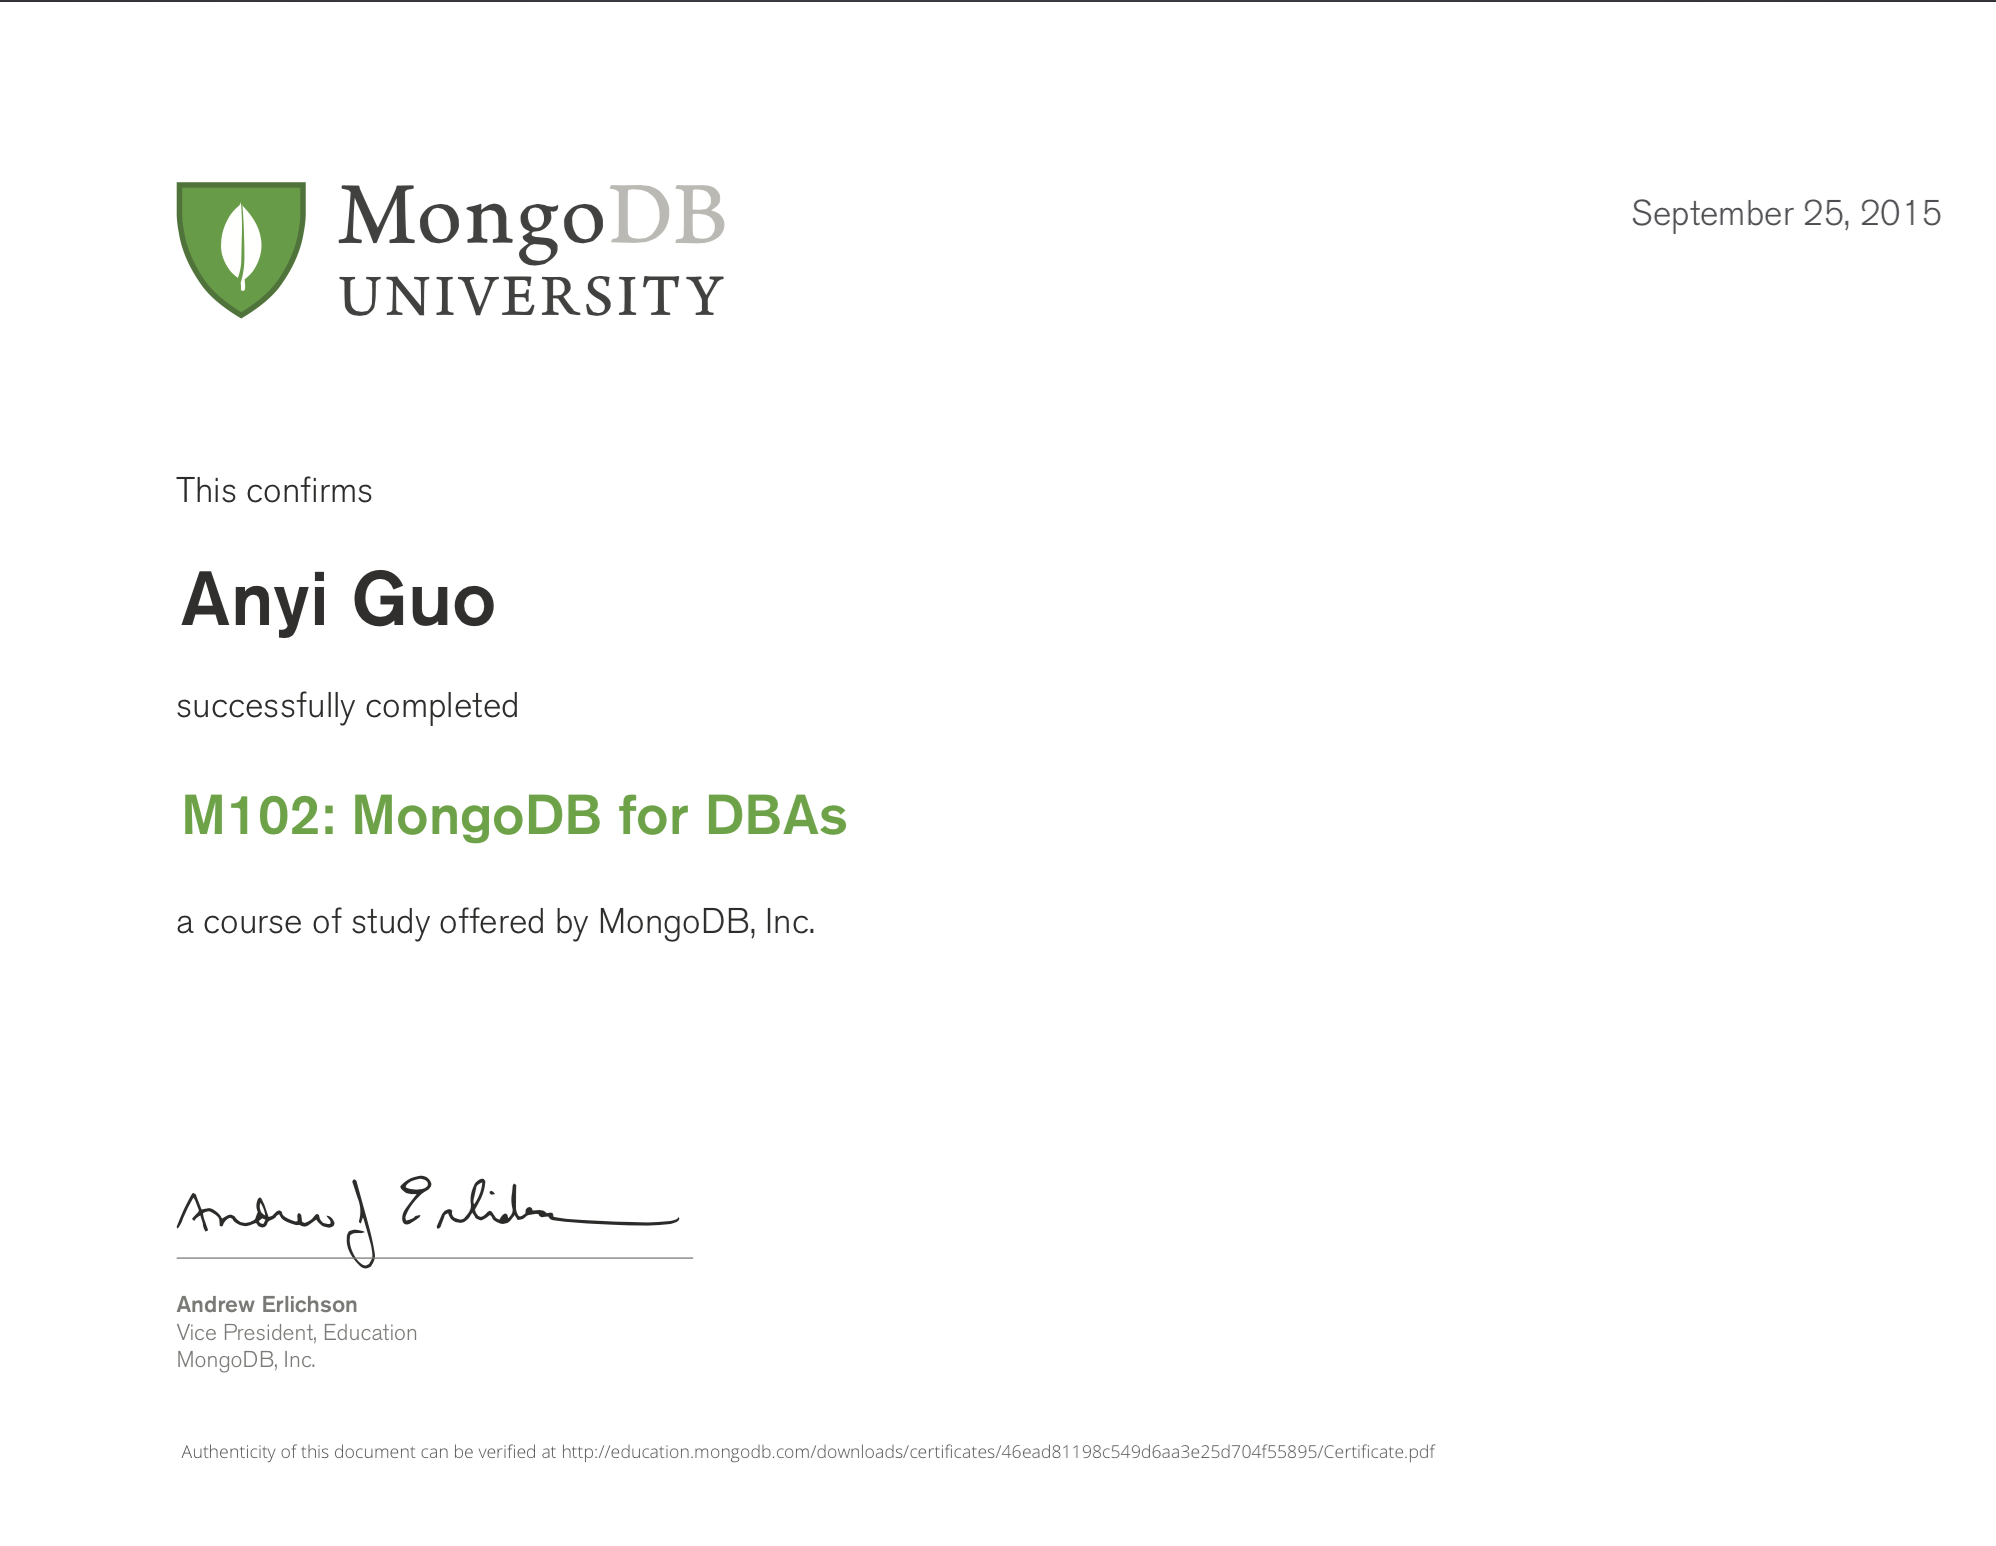 MongoDB
UNIVERSITY
September 25, 2015
This confirms
Anyi Guo
successfully completed
M102: MongoDB for DBAs
a course of study offered by MongoDB, Inc.
Andrew J Erlichson
Andrew Erlichson
Vice President, Education
MongoDB, Inc.
Authenticity of this document can be verified at http://education.mongodb.com/downloads/certificates/46ead81198c549d6aa3e25d704f55895/Certificate.pdf